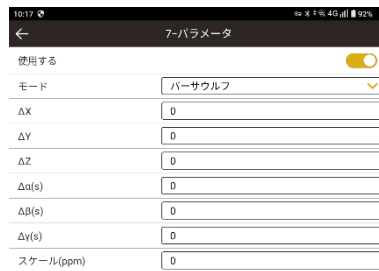 10:17 4G 92%
7-パラメータ
使用する
モード バーサウルフ
ΔX 0
ΔY 0
ΔZ 0
Δα(s) 0
Δβ(s) 0
Δγ(s) 0
スケール(ppm) 0